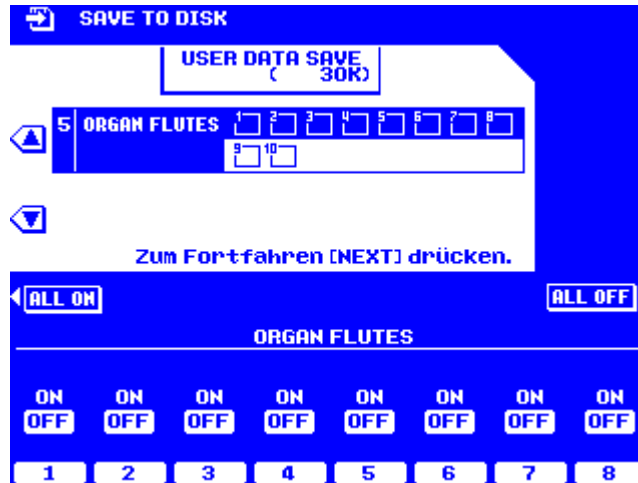 SAVE TO DISK
USER DATA SAVE
( 30K)
5 ORGAN FLUTES 1 2 3 4 5 6 7 8
9 10
Zum Fortfahren [NEXT] drücken.
ALL ON ALL OFF
ORGAN FLUTES
ON ON ON ON ON ON ON ON
OFF OFF OFF OFF OFF OFF OFF OFF
1 2 3 4 5 6 7 8